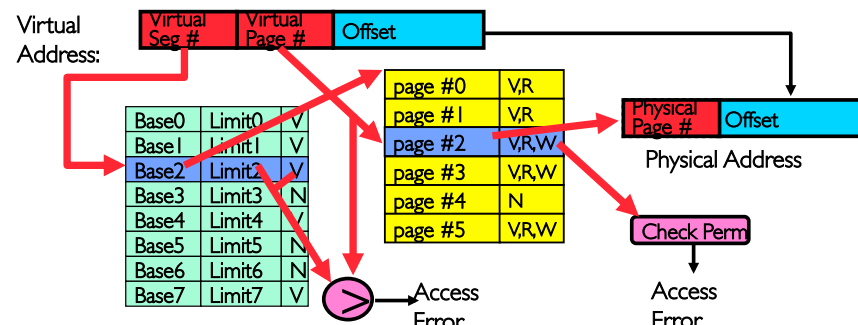 Virtual Address:
Virtual Seg #
Virtual Page #
Offset
Base0 Limit0 V
Base1 Limit1 V
Base2 Limit2 V
Base3 Limit3 N
Base4 Limit4 V
Base5 Limit5 N
Base6 Limit6 N
Base7 Limit7 V
page #0 V,R
page #1 V,R
page #2 V,R,W
page #3 V,R,W
page #4 N
page #5 V,R,W
Physical Page #
Offset
Physical Address
Check Perm
>
Access Error
Access Error